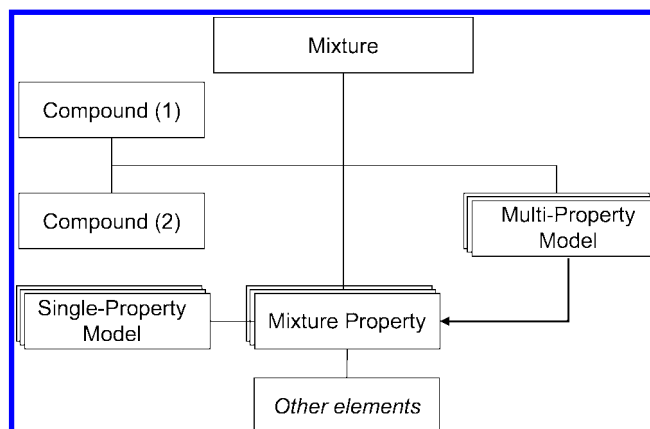 Mixture
Compound (1)
Compound (2)
Multi-Property
Model
Single-Property
Model
Mixture Property
Other elements